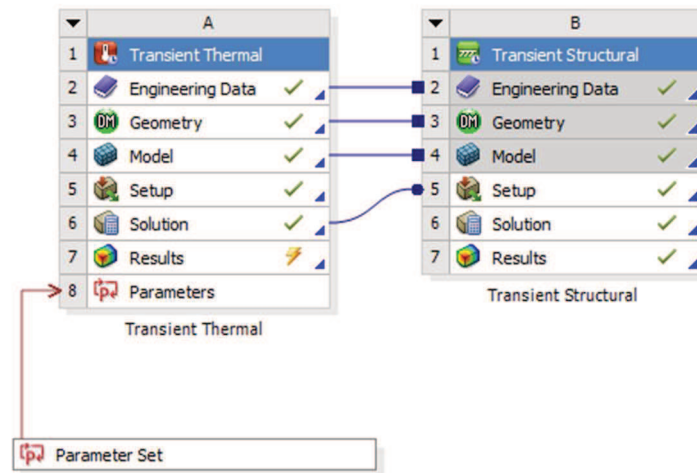 A
1 Transient Thermal
2 Engineering Data
3 DM Geometry
4 Model
5 Setup
6 Solution
7 Results
8 p Parameters
Transient Thermal
B
1 Transient Structural
2 Engineering Data
3 DM Geometry
4 Model
5 Setup
6 Solution
7 Results
Transient Structural
p Parameter Set